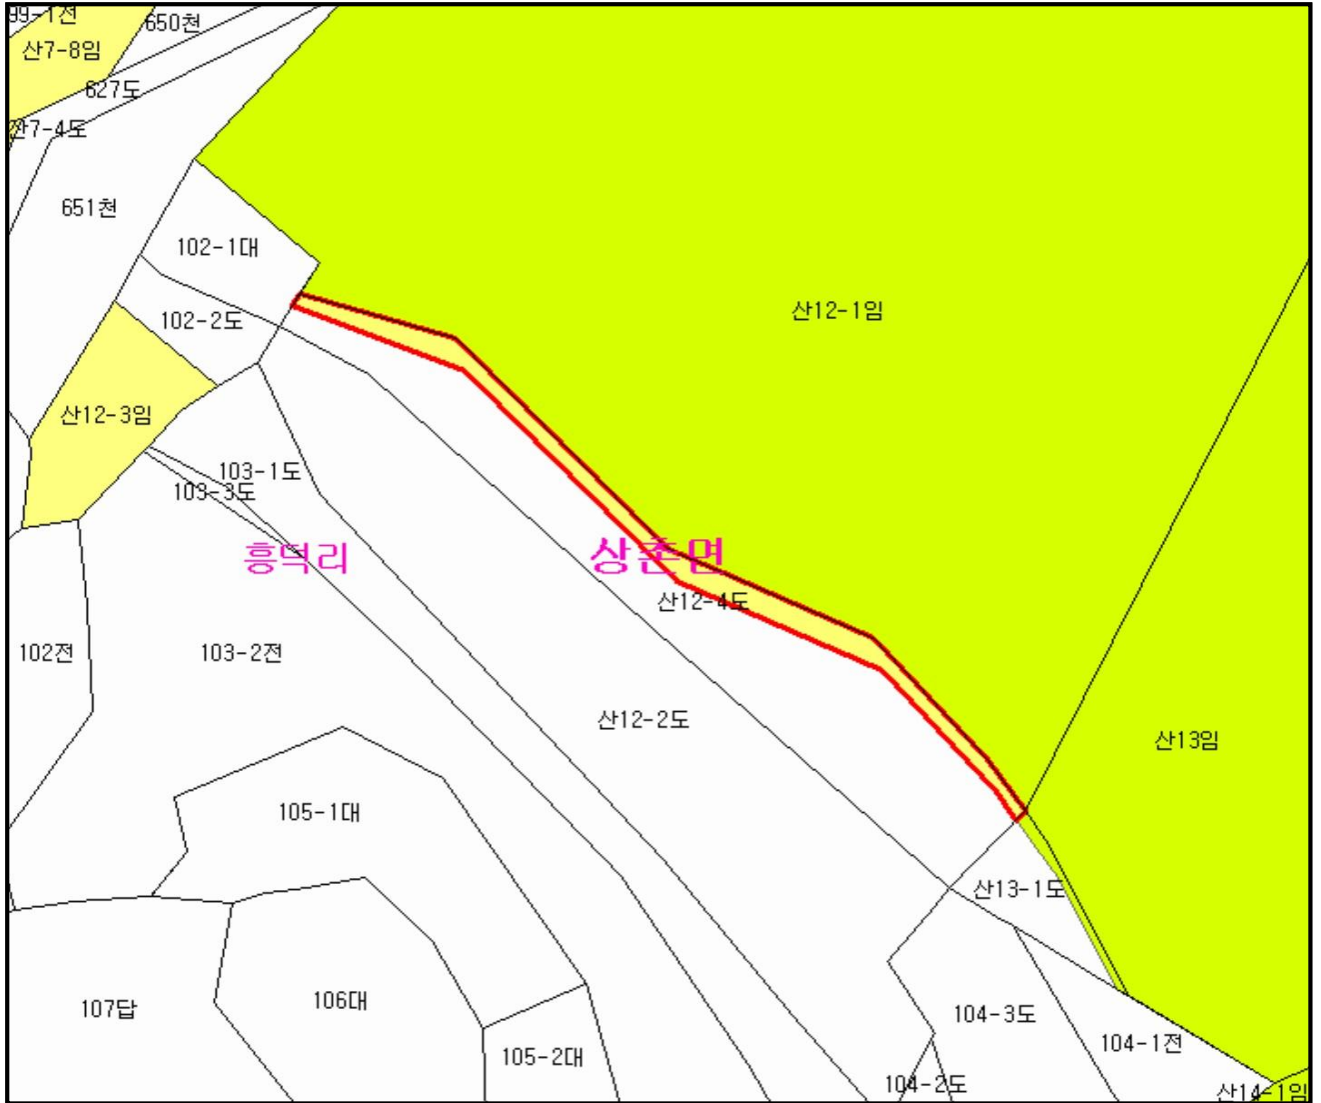 99-1전
650천
산7-8임
627도
산7-4도
651천
102-1대
산12-1임
102-2도
산12-3임
103-1도
103-3도
흥덕리
상촌면
산12-4도
102전
103-2전
산12-2도
산13임
105-1대
산13-1도
107답
106대
104-3도
104-1전
105-2대
104-2도
산14-1임